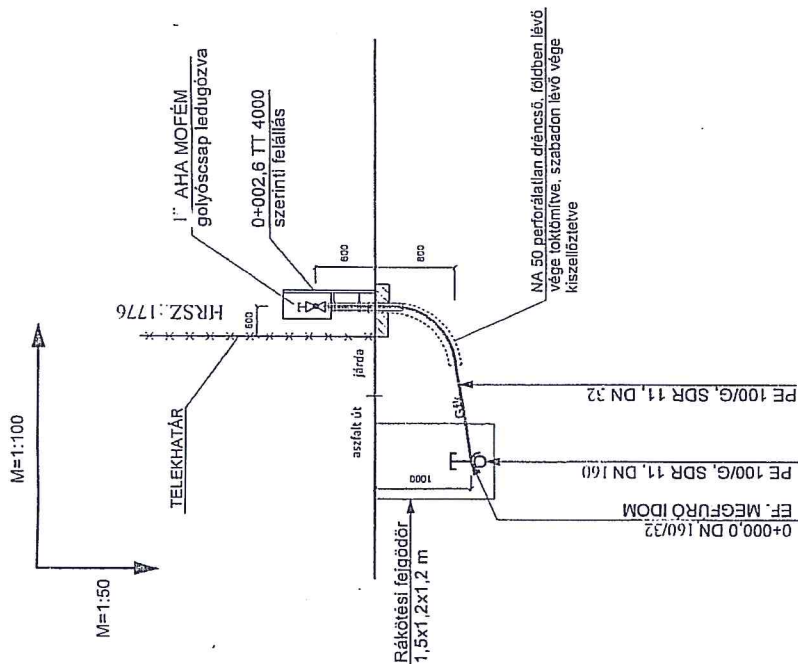 M=1:100
M=1:50
TELEKHATÁR
HRSZ.:1776
600
1" AHA MOFÉM
golyóscsap ledugózva
0+002,6 TT 4000
szerinti felállás
600
800
járda
aszfalt út
1000
Rákötési fejgödör
1,5x1,2x1,2 m
NA 50 perforálatlan dréncső, földben lévő
vége toktömítve, szabadon lévő vége
kiszellőztetve
PE 100/G, SDR 11, DN 32
PE 100/G, SDR 11, DN 160
0+000,0 DN 160/32
EF. MEGFÚRÓ IDOM